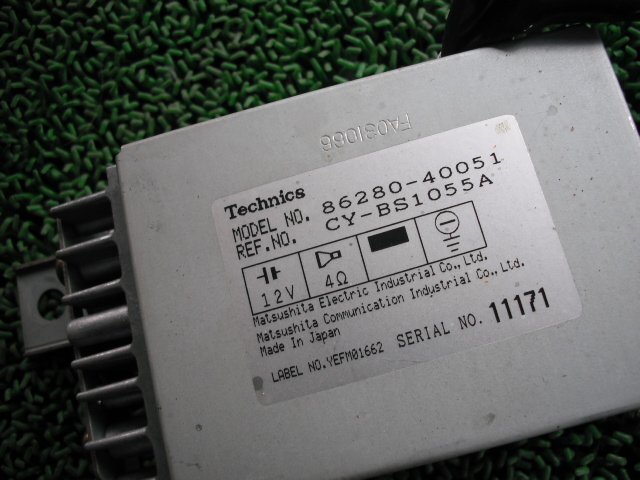 FA031066
Technics
MODEL NO. 86280-40051
REF.NO. CY-BS1055A
12V 4Ω
Matsushita Electric Industrial Co., Ltd.
Matsushita Communication Industrial Co., Ltd.
Made In Japan
LABEL NO.YEFM01662 SERIAL NO. 11171